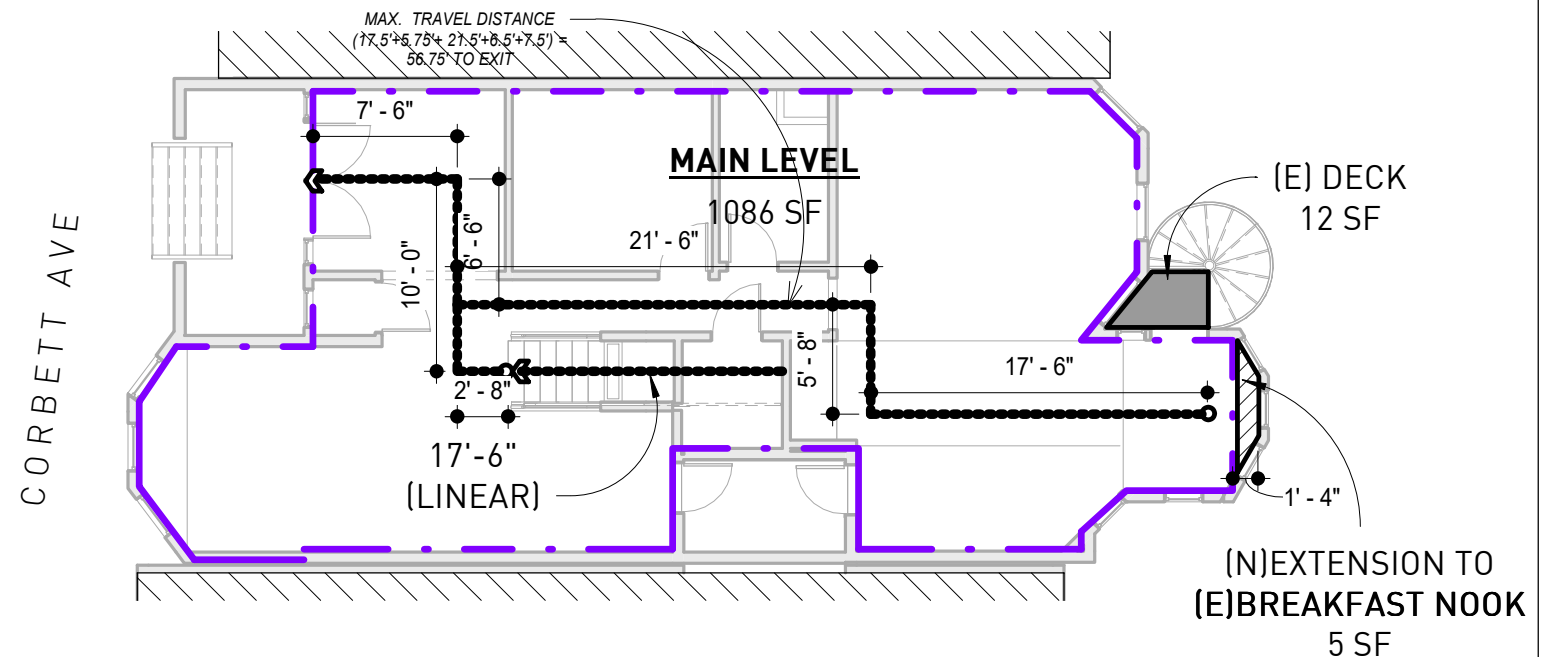 MAX. TRAVEL DISTANCE
(17.5'+5.75'+ 21.5'+6.5'+7.5') =
56.75' TO EXIT
7' - 6"
MAIN LEVEL
1086 SF
(E) DECK
12 SF
6' - 6"
21' - 6"
10' - 0"
CORBETT AVE
5' - 8"
17' - 6"
2' - 8"
17'-6"
(LINEAR)
1' - 4"
(N)EXTENSION TO
(E)BREAKFAST NOOK
5 SF